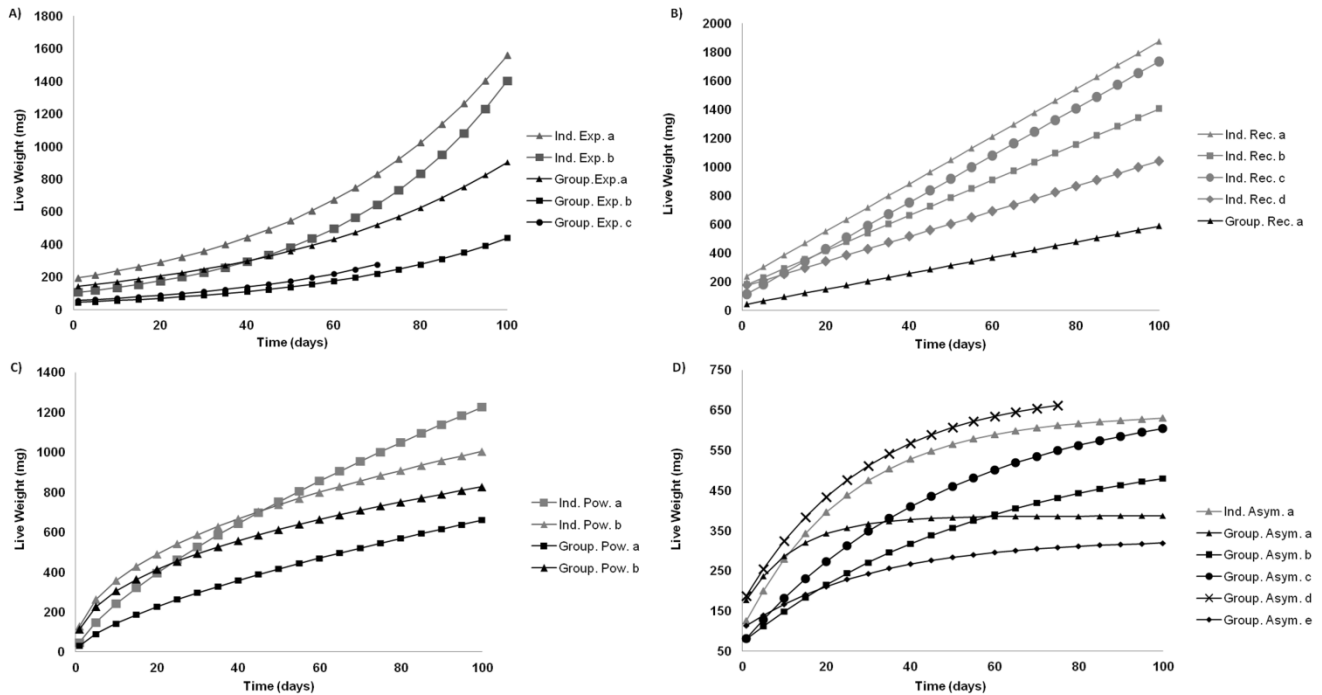 A)
Live Weight (mg)
1800
1600
1400
1200
1000
800
600
400
200
0
0 20 40 60 80 100
Time (days)
Ind. Exp. a
Ind. Exp. b
Group.Exp.a
Group. Exp. b
Group. Exp. c
B)
Live Weight (mg)
2000
1800
1600
1400
1200
1000
800
600
400
200
0
0 20 40 60 80 100
Time (days)
Ind. Rec. a
Ind. Rec. b
Ind. Rec. c
Ind. Rec. d
Group. Rec. a
C)
Live Weight (mg)
1400
1200
1000
800
600
400
200
0
0 20 40 60 80 100
Time (days)
Ind. Pow. a
Ind. Pow. b
Group. Pow. a
Group. Pow. b
D)
Live Weight (mg)
750
650
550
450
350
250
150
50
0 20 40 60 80 100
Time (days)
Ind. Asym. a
Group. Asym. a
Group. Asym. b
Group. Asym. c
Group. Asym. d
Group. Asym. e